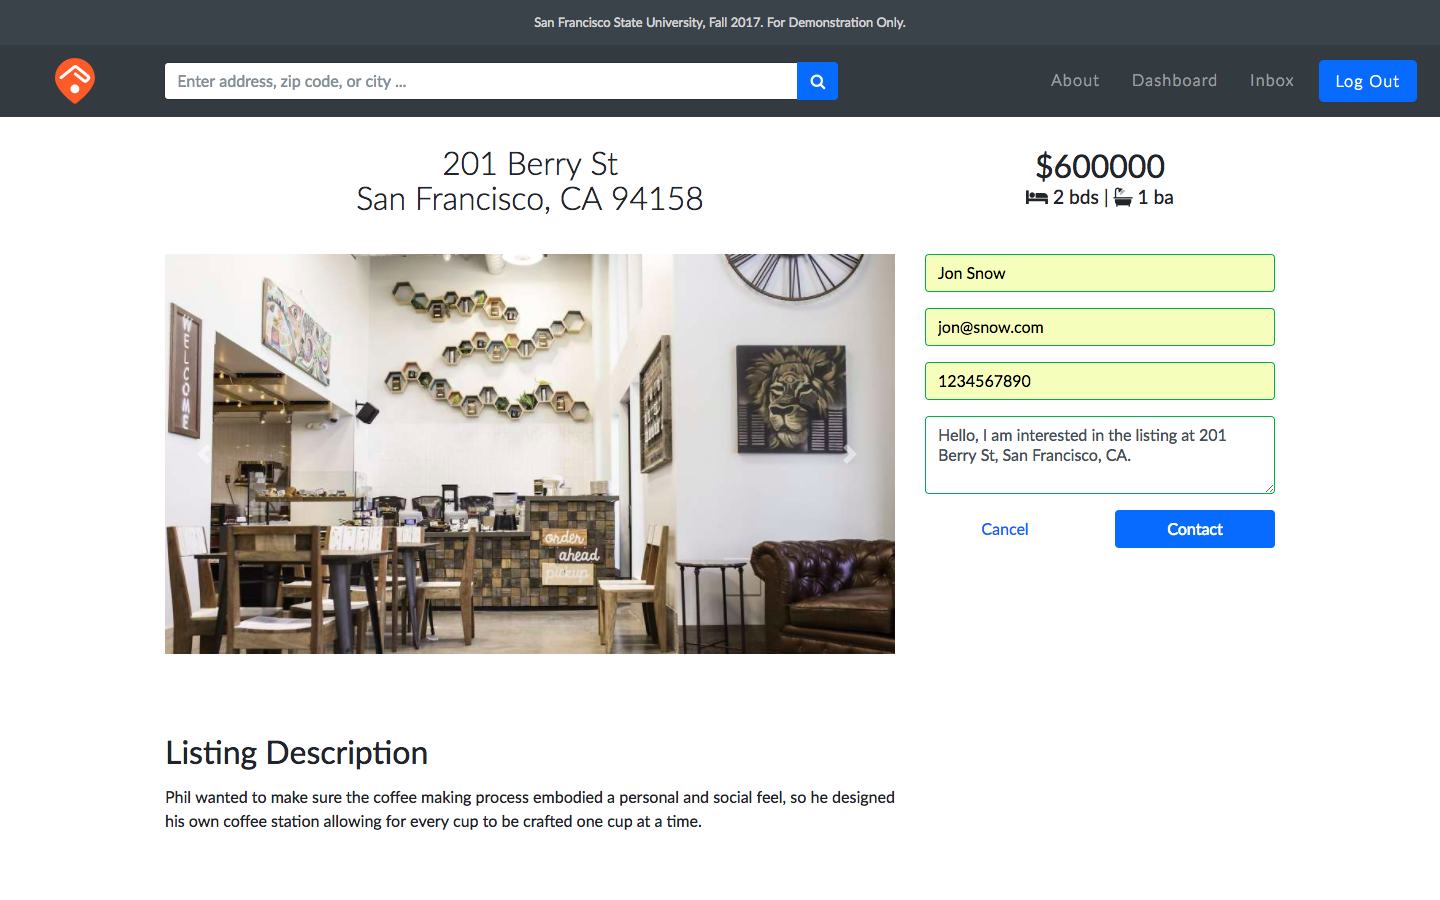 San Francisco State University, Fall 2017. For Demonstration Only.
Enter address, zip code, or city ...
About
Dashboard
Inbox
Log Out
201 Berry St
San Francisco, CA 94158
$600000
2 bds | 1 ba
WELCOME
order
ahead
pickup
Jon Snow
jon@snow.com
1234567890
Hello, I am interested in the listing at 201
Berry St, San Francisco, CA.
Cancel
Contact
Listing Description
Phil wanted to make sure the coffee making process embodied a personal and social feel, so he designed
his own coffee station allowing for every cup to be crafted one cup at a time.